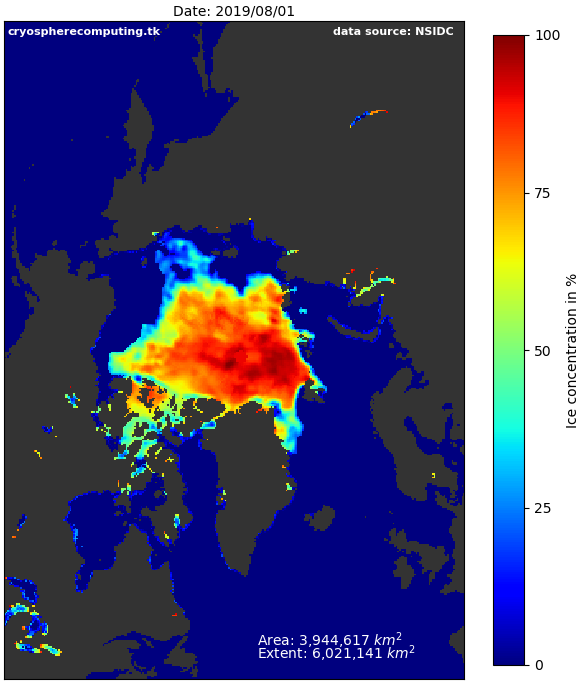 Date: 2019/08/01
cryospherecomputing.tk data source: NSIDC
100
75
50
25
0
Ice concentration in %
Area: 3,944,617 km²
Extent: 6,021,141 km²